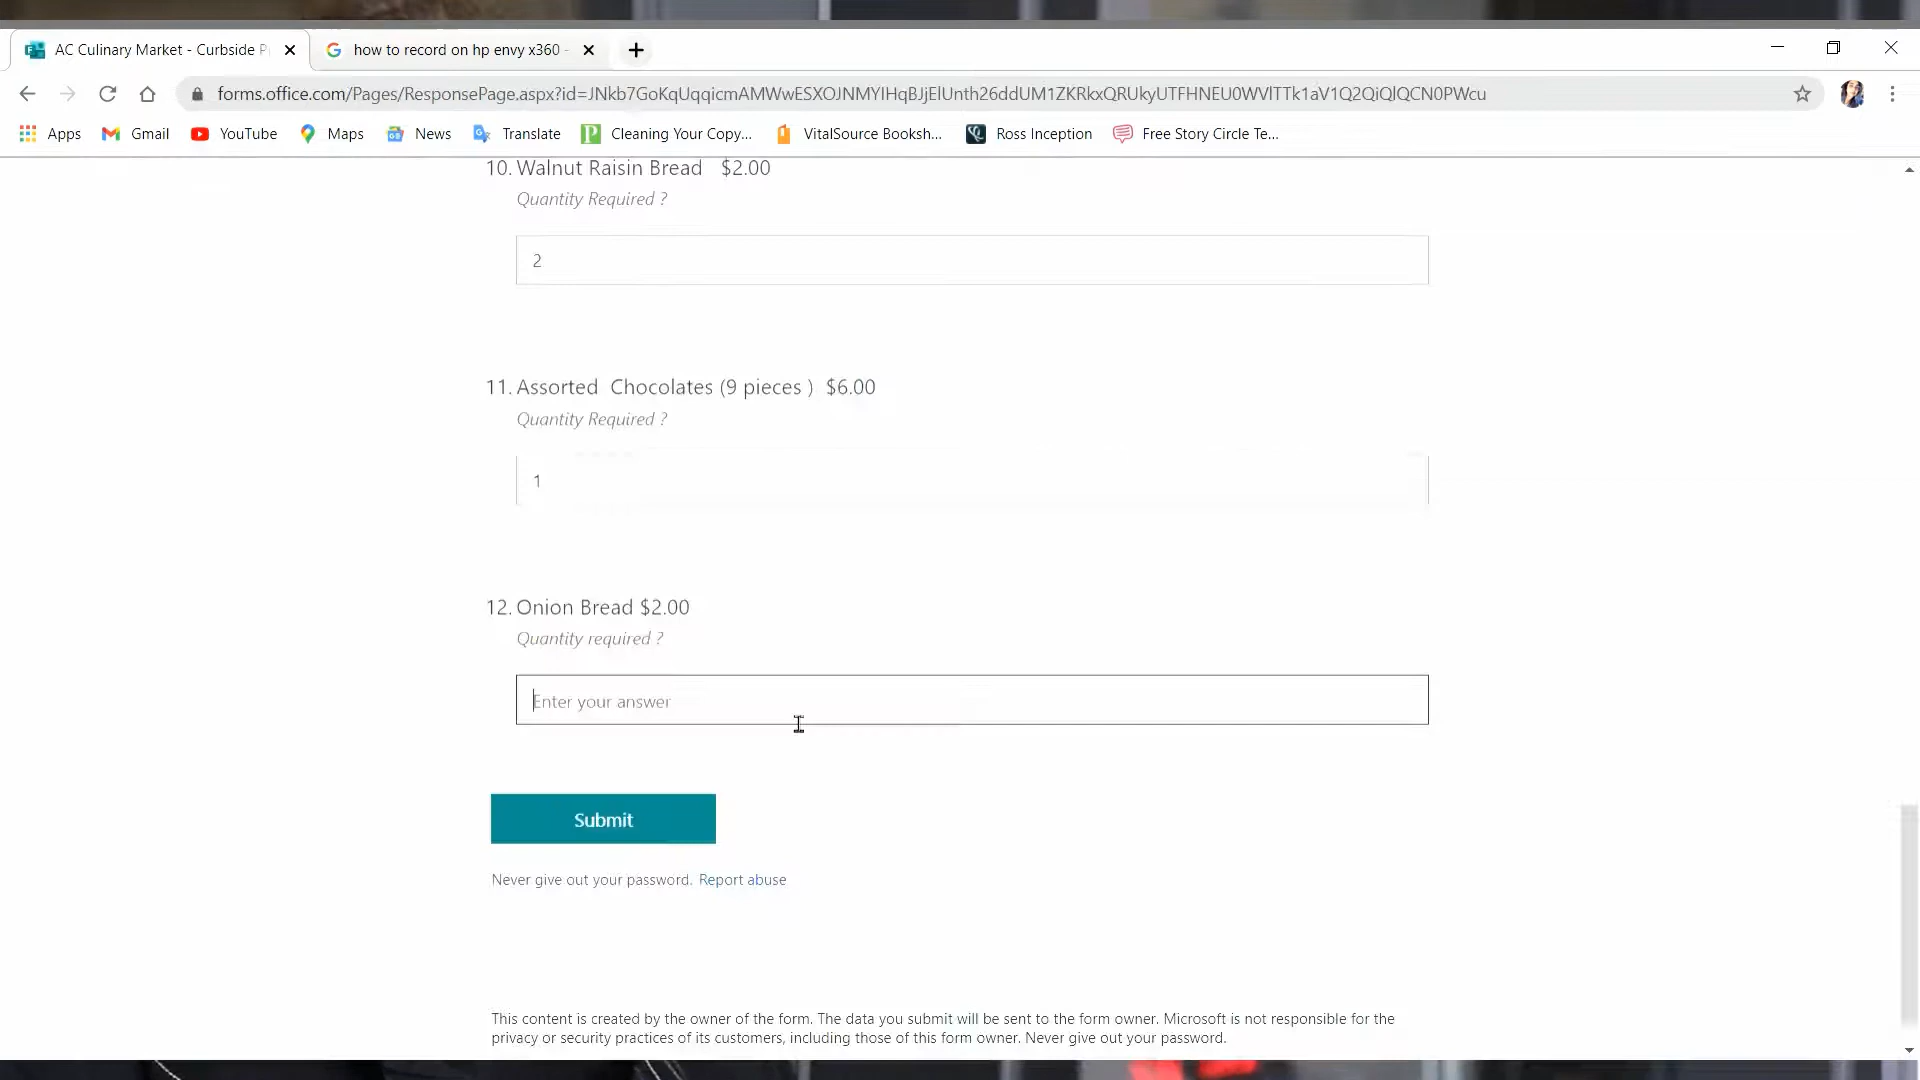 AC Culinary Market - Curbside P
how to record on hp envy x360 -
forms.office.com/Pages/ResponsePage.aspx?id=JNkb7GoKqUqqicmAMWwESXOJNMYIHqBJjElUnth26ddUM1ZKRkxQRUkyUTFHNEU0WVlTTk1aV1Q2QiQlQCN0PWcu
Apps Gmail YouTube Maps News Translate Cleaning Your Copy... VitalSource Booksh... Ross Inception Free Story Circle Te...
10. Walnut Raisin Bread $2.00
Quantity Required ?
2
11. Assorted Chocolates (9 pieces ) $6.00
Quantity Required ?
1
12. Onion Bread $2.00
Quantity required ?
Enter your answer
Submit
Never give out your password. Report abuse
This content is created by the owner of the form. The data you submit will be sent to the form owner. Microsoft is not responsible for the
privacy or security practices of its customers, including those of this form owner. Never give out your password.